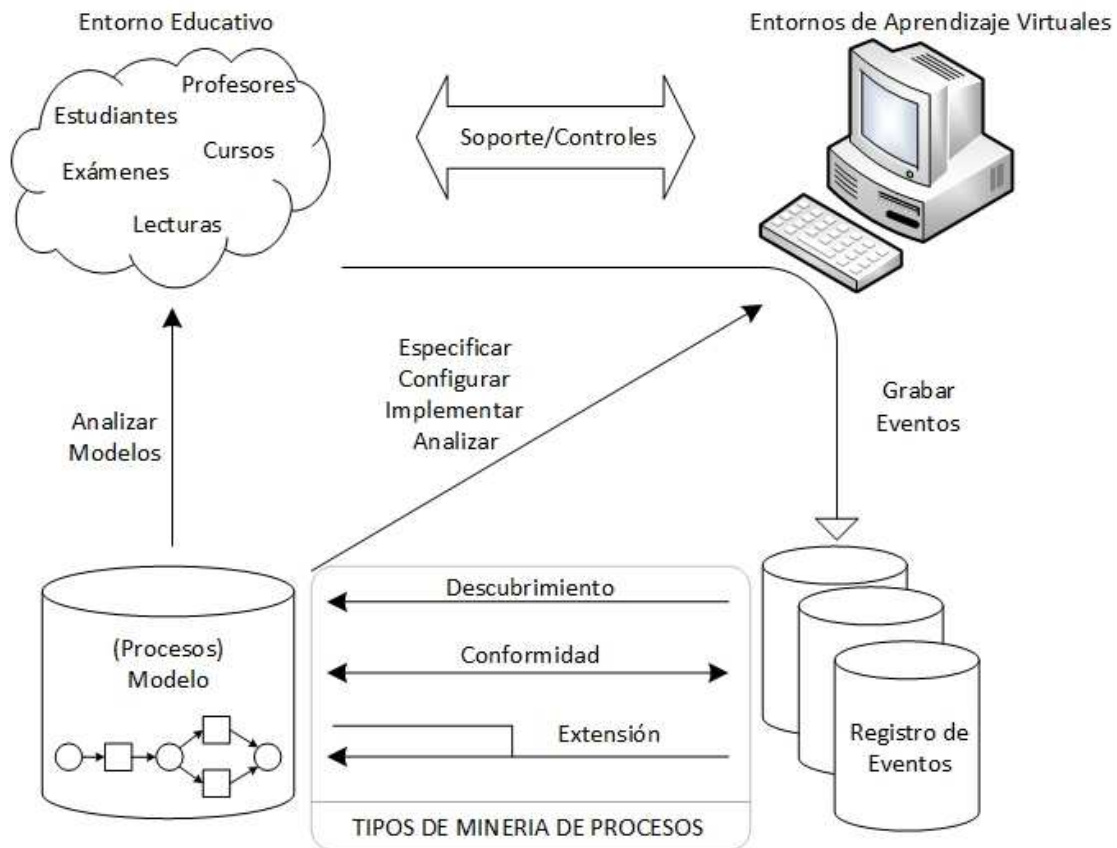 Entorno Educativo
Entornos de Aprendizaje Virtuales
Profesores
Estudiantes
Cursos
Exámenes
Lecturas
Soporte/Controles
Especificar
Configurar
Implementar
Analizar
Analizar
Modelos
Grabar
Eventos
Descubrimiento
(Procesos)
Modelo
Conformidad
Extensión
Registro de
Eventos
TIPOS DE MINERIA DE PROCESOS